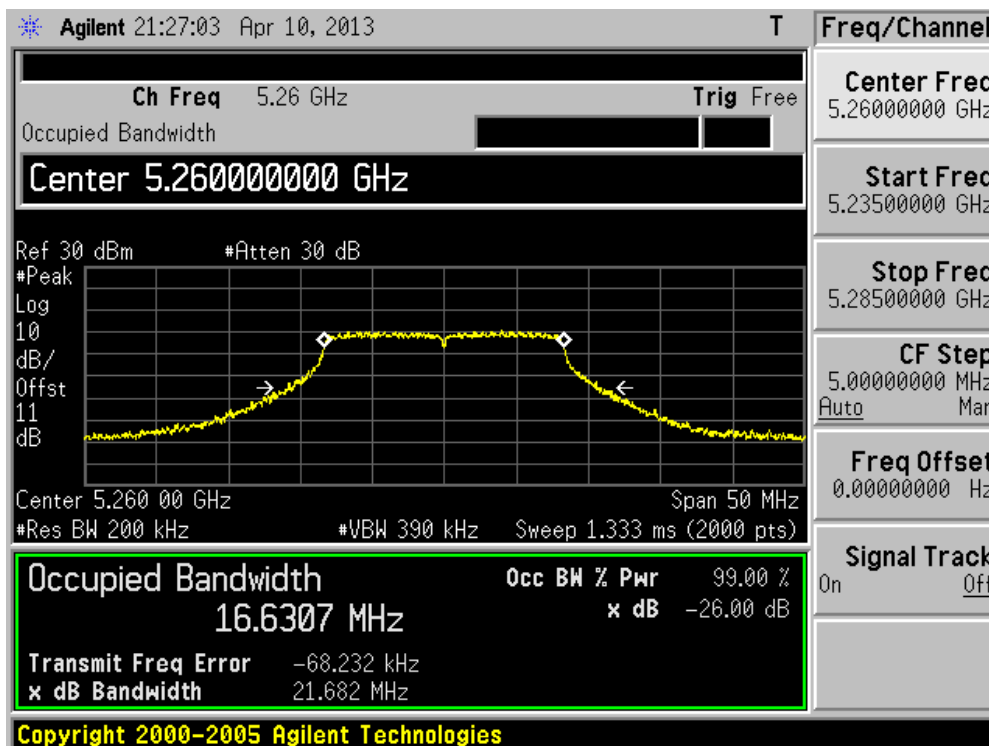 Agilent 21:27:03 Apr 10, 2013 T
Freq/Channel
Ch Freq 5.26 GHz Trig Free
Occupied Bandwidth
Center 5.260000000 GHz
Ref 30 dBm #Atten 30 dB
#Peak
Log
10
dB/
Offst
11
dB
Center 5.260 00 GHz Span 50 MHz
#Res BW 200 kHz #VBW 390 kHz Sweep 1.333 ms (2000 pts)
Occupied Bandwidth Occ BW % Pwr 99.00 %
16.6307 MHz x dB -26.00 dB
Transmit Freq Error -68.232 kHz
x dB Bandwidth 21.682 MHz
Copyright 2000-2005 Agilent Technologies
Center Freq
5.26000000 GHz
Start Freq
5.23500000 GHz
Stop Freq
5.28500000 GHz
CF Step
5.00000000 MHz
Auto Man
Freq Offset
0.00000000 Hz
Signal Track
On Off